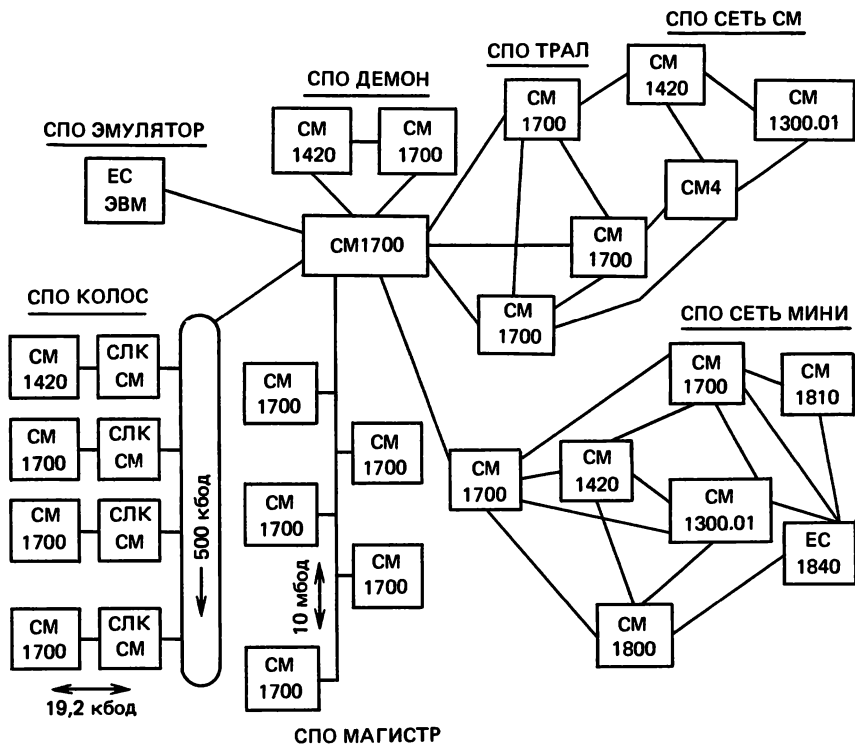 СПО СЕТЬ СМ
СПО ТРАЛ
СПО ДЕМОН
СПО ЭМУЛЯТОР
СМ
1420
СМ
1700
СМ
1700
СМ
1420
СМ
1300.01
ЕС
ЭВМ
СМ4
СМ1700
СМ
1700
СМ
1700
СПО КОЛОС
СМ
1420
СЛК
СМ
СМ
1700
СЛК
СМ
СМ
1700
СЛК
СМ
СМ
1700
СЛК
СМ
500 кбод
19,2 кбод
СМ
1700
СМ
1700
СМ
1700
СМ
1700
СМ
1700
10 мбод
СПО МАГИСТР
СПО СЕТЬ МИНИ
СМ
1700
СМ
1810
СМ
1700
СМ
1420
СМ
1300.01
ЕС
1840
СМ
1800